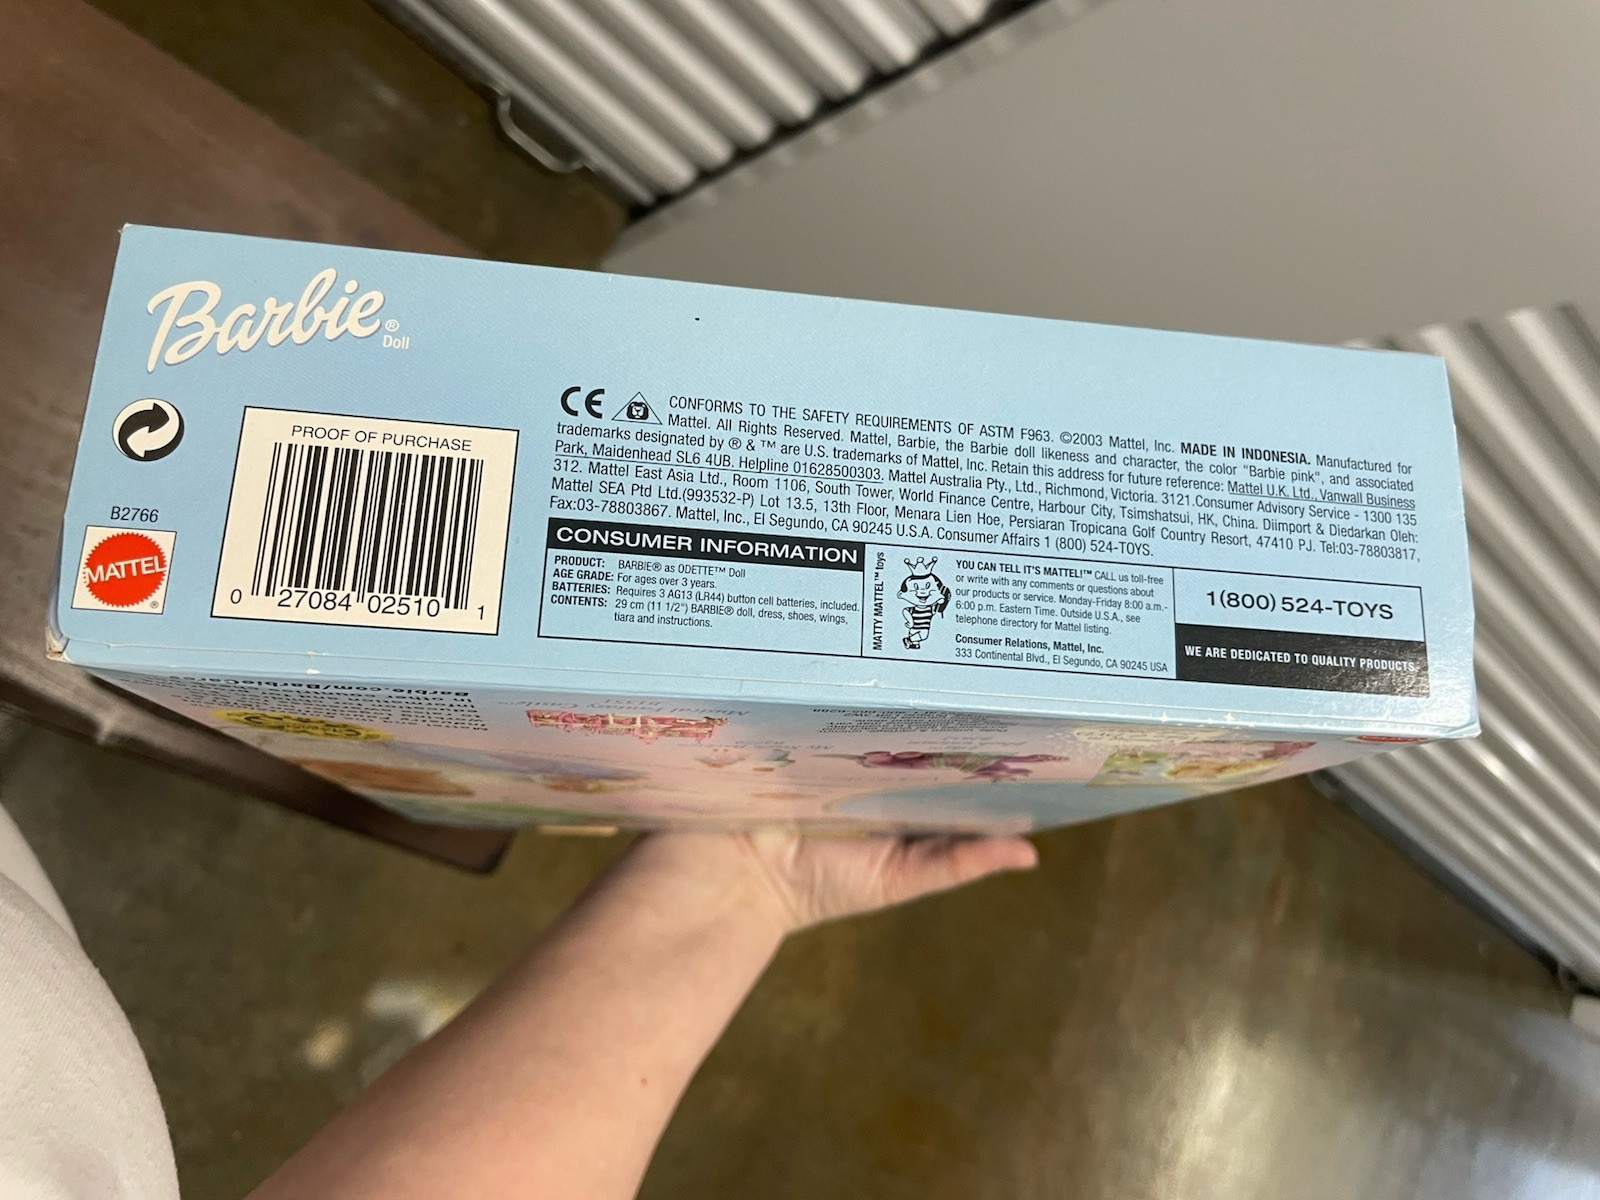 Barbie®
Doll
PROOF OF PURCHASE
B2766
MATTEL
®
0 27084 02510 1
CE CONFORMS TO THE SAFETY REQUIREMENTS OF ASTM F963. ©2003 Mattel, Inc. MADE IN INDONESIA. Manufactured for
Mattel. All Rights Reserved. Mattel, Barbie, the Barbie doll likeness and character, the color "Barbie pink", and associated
trademarks designated by ® & ™ are U.S. trademarks of Mattel, Inc. Retain this address for future reference: Mattel U.K. Ltd., Vanwall Business
Park, Maidenhead SL6 4UB. Helpline 01628500303. Mattel Australia Pty., Ltd., Richmond, Victoria. 3121.Consumer Advisory Service - 1300 135
312. Mattel East Asia Ltd., Room 1106, South Tower, World Finance Centre, Harbour City, Tsimshatsui, HK, China. Diimport & Diedarkan Oleh:
Mattel SEA Ptd Ltd.(993532-P) Lot 13.5, 13th Floor, Menara Lien Hoe, Persiaran Tropicana Golf Country Resort, 47410 PJ. Tel:03-78803817,
Fax:03-78803867. Mattel, Inc., El Segundo, CA 90245 U.S.A. Consumer Affairs 1 (800) 524-TOYS.
CONSUMER INFORMATION
PRODUCT: BARBIE® as ODETTE™ Doll
AGE GRADE: For ages over 3 years.
BATTERIES: Requires 3 AG13 (LR44) button cell batteries, included.
CONTENTS: 29 cm (11 1/2") BARBIE® doll, dress, shoes, wings,
tiara and instructions.
MATTY MATTEL™ toys
YOU CAN TELL IT'S MATTEL!™ CALL us toll-free
or write with any comments or questions about
our products or service. Monday-Friday 8:00 a.m.-
6:00 p.m. Eastern Time. Outside U.S.A., see
telephone directory for Mattel listing.
Consumer Relations, Mattel, Inc.
333 Continental Blvd., El Segundo, CA 90245 USA
1(800) 524-TOYS
WE ARE DEDICATED TO QUALITY PRODUCTS.